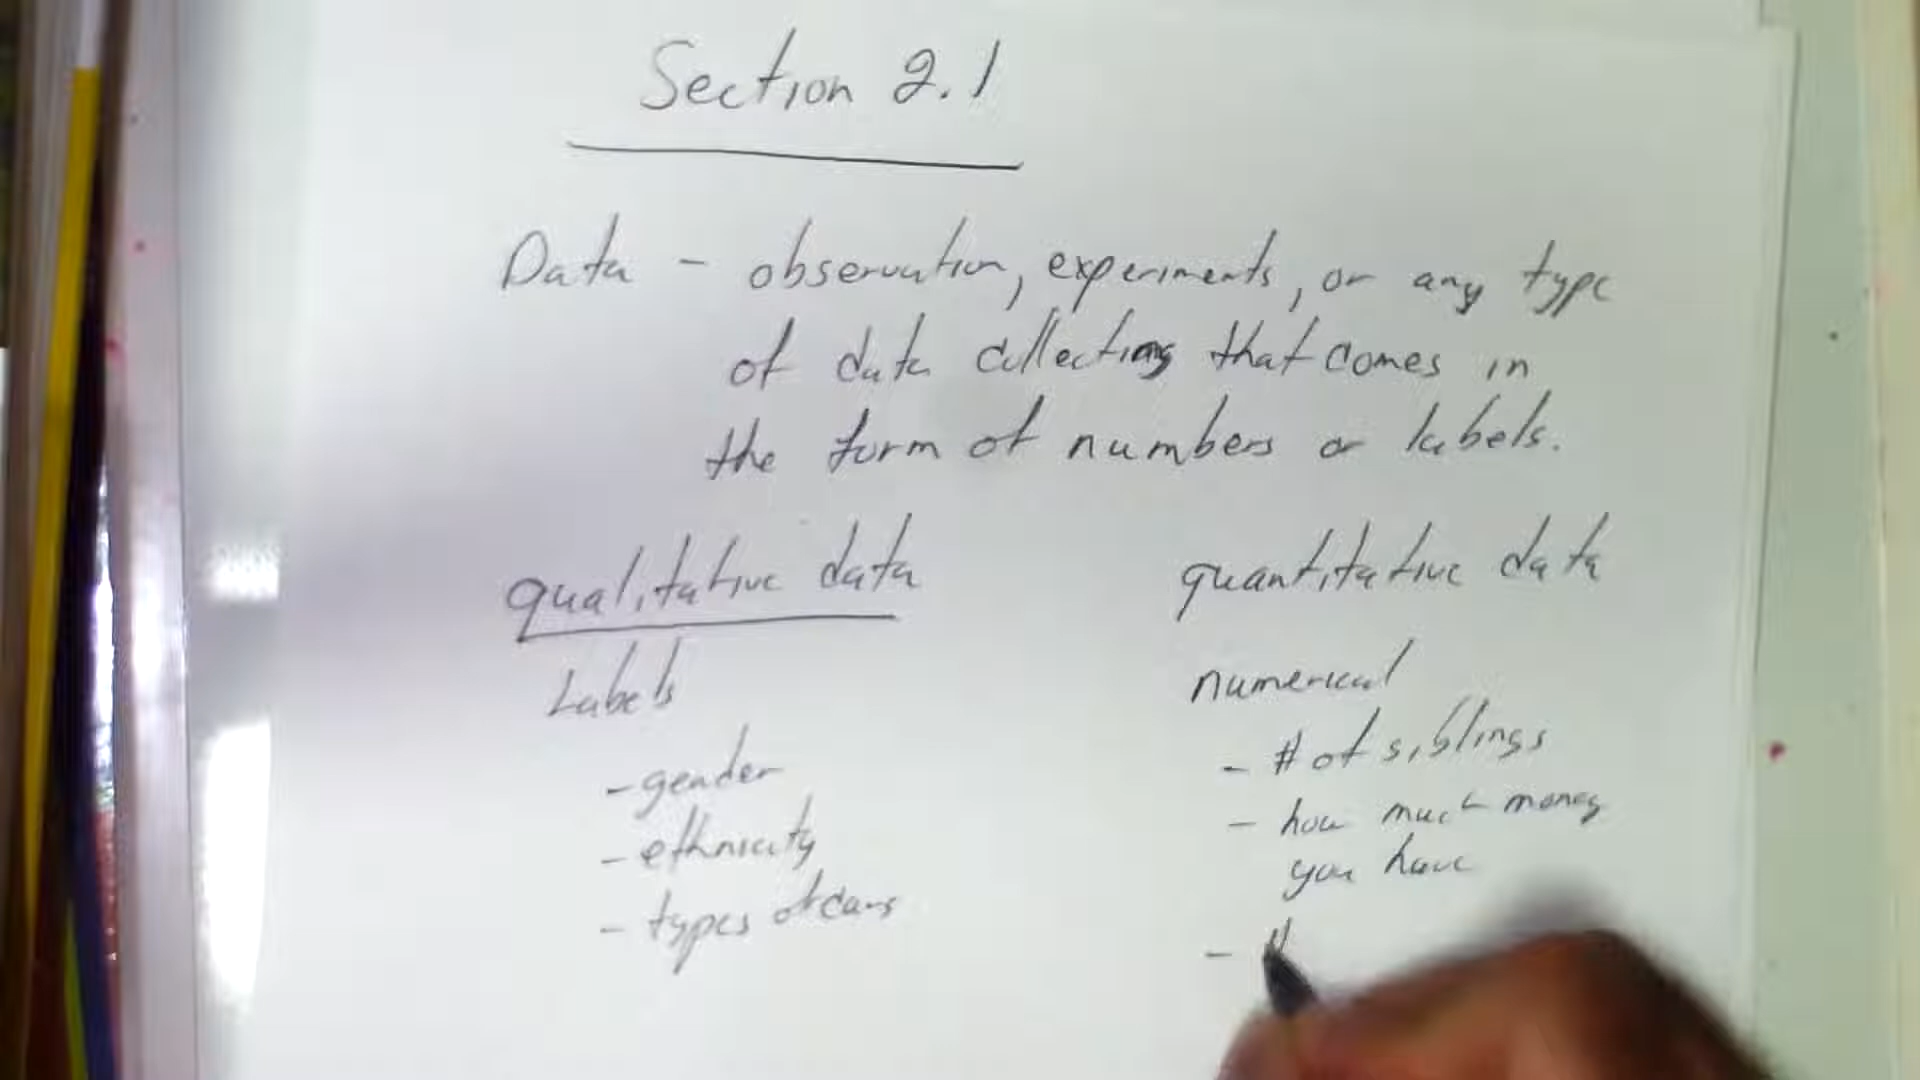 Section 2.1
Data - observation, experiments, or any type
of data collecting that comes in
the form of numbers or labels.
qualitative data
Labels
- gender
- ethnicity
- types of cars
quantitative data
numerical
- # of siblings
- how much money
you have
- #